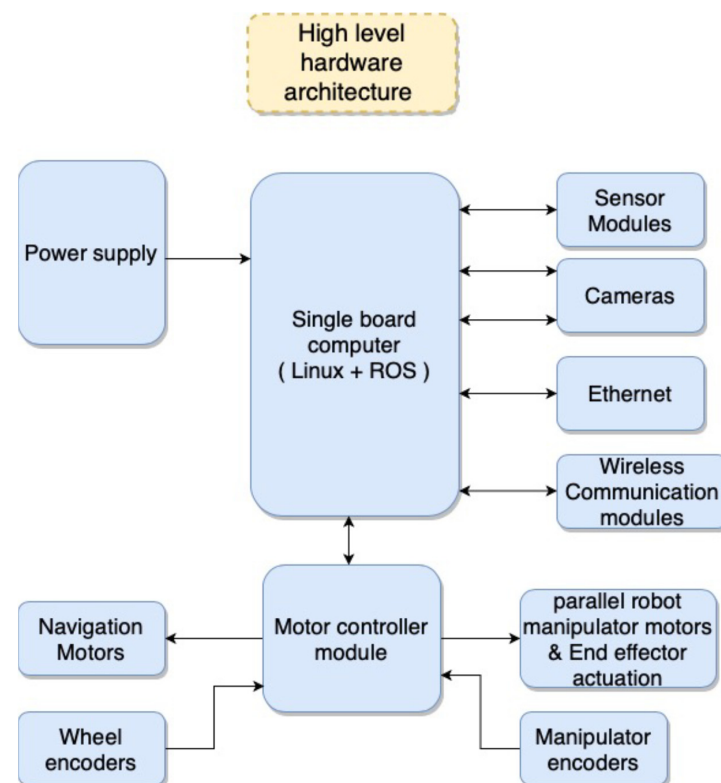 High level
hardware
architecture
Power supply
Single board
computer
( Linux + ROS )
Sensor
Modules
Cameras
Ethernet
Wireless
Communication
modules
Navigation
Motors
Motor controller
module
parallel robot
manipulator motors
& End effector
actuation
Wheel
encoders
Manipulator
encoders